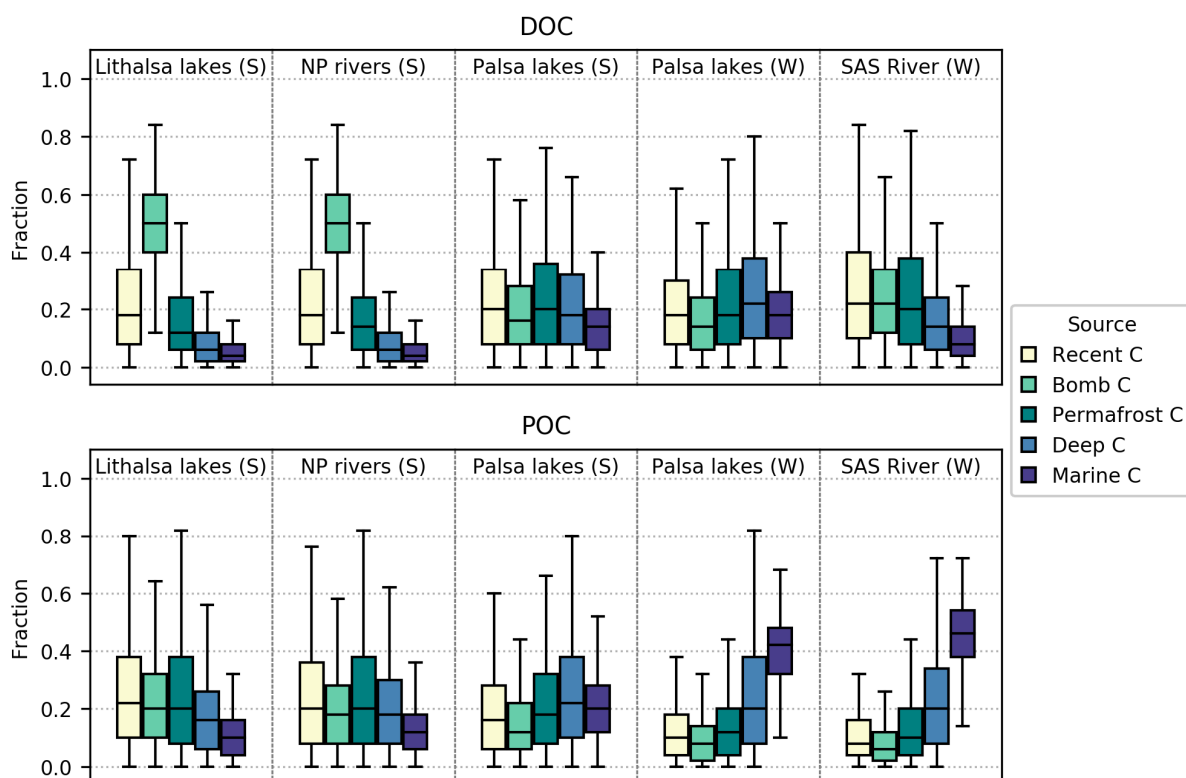 DOC
Lithalsa lakes (S) NP rivers (S) Palsa lakes (S) Palsa lakes (W) SAS River (W)
1.0
0.8
0.6
0.4
0.2
0.0
Fraction
Source
Recent C
Bomb C
Permafrost C
Deep C
Marine C
POC
Lithalsa lakes (S) NP rivers (S) Palsa lakes (S) Palsa lakes (W) SAS River (W)
1.0
0.8
0.6
0.4
0.2
0.0
Fraction